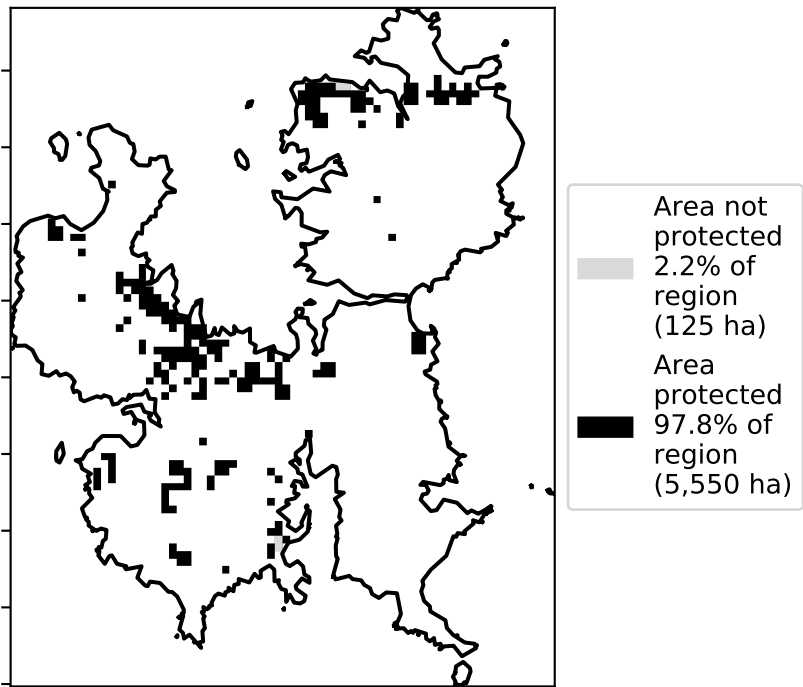 Area not
protected
2.2% of
region
(125 ha)
Area
protected
97.8% of
region
(5,550 ha)